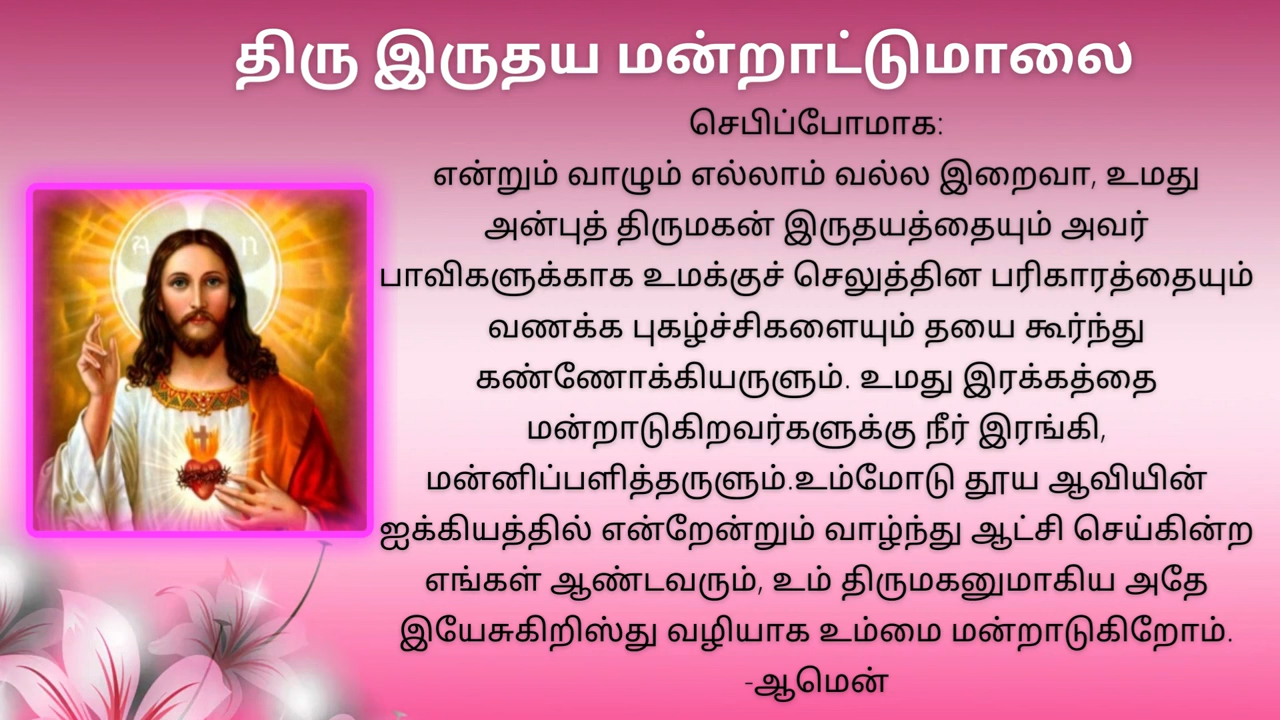 திரு இருதய மன்றாட்டுமாலை
செபிப்போமாக:
என்றும் வாழும் எல்லாம் வல்ல இறைவா, உமது
அன்புத் திருமகன் இருதயத்தையும் அவர்
பாவிகளுக்காக உமக்குச் செலுத்தின பரிகாரத்தையும்
வணக்க புகழ்ச்சிகளையும் தயை கூர்ந்து
கண்ணோக்கியருளும். உமது இரக்கத்தை
மன்றாடுகிறவர்களுக்கு நீர் இரங்கி,
மன்னிப்பளித்தருளும்.உம்மோடு தூய ஆவியின்
ஐக்கியத்தில் என்றேன்றும் வாழ்ந்து ஆட்சி செய்கின்ற
எங்கள் ஆண்டவரும், உம் திருமகனுமாகிய அதே
இயேசுகிறிஸ்து வழியாக உம்மை மன்றாடுகிறோம்.
-ஆமென்